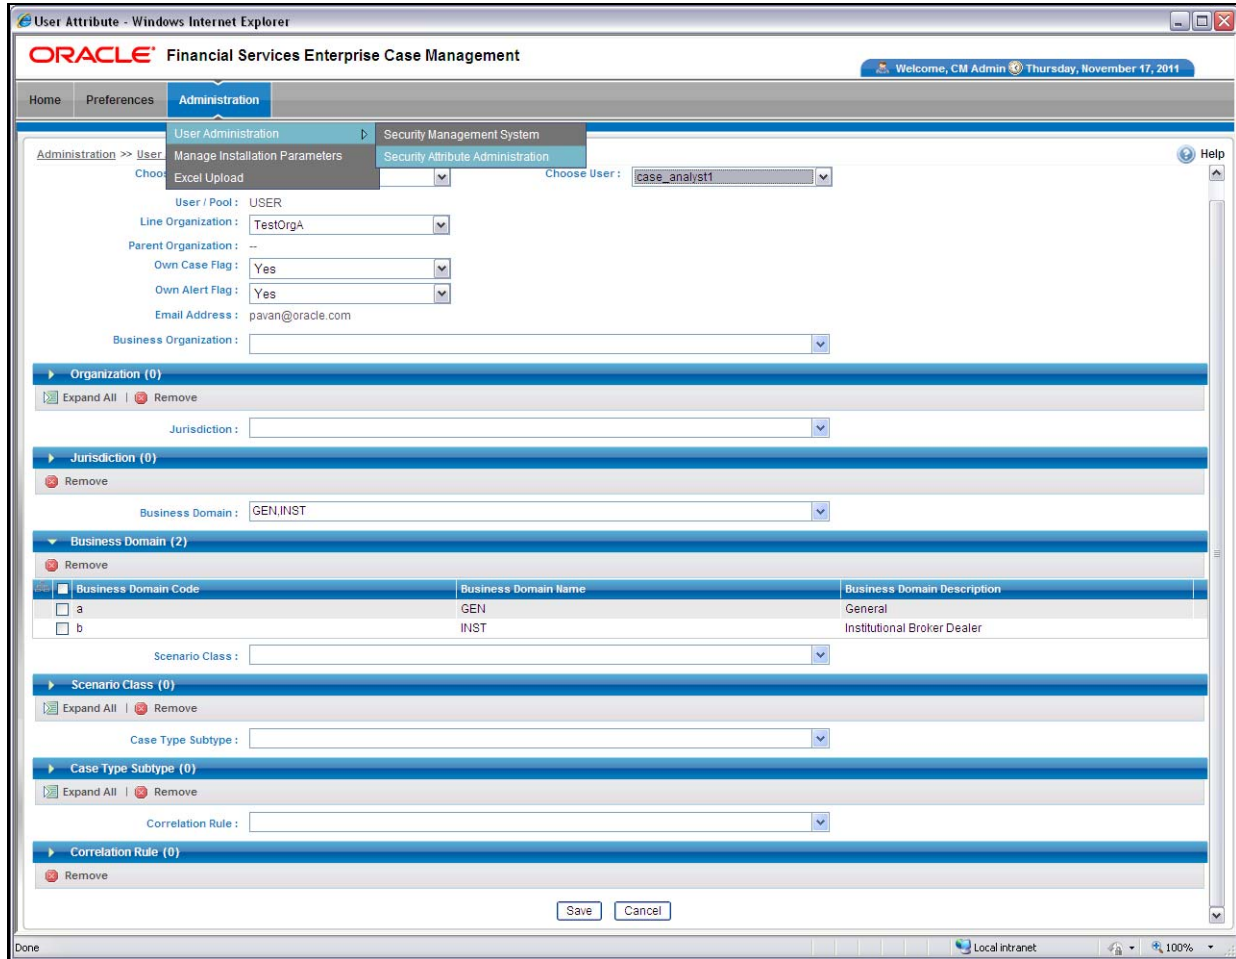 User Attribute - Windows Internet Explorer
ORACLE Financial Services Enterprise Case Management
Welcome, CM Admin Thursday, November 17, 2011
Home Preferences Administration
User Administration Security Management System
Administration >> User Manage Installation Parameters Security Attribute Administration Help
Choos Excel Upload Choose User : case_analyst1
User / Pool : USER
Line Organization : TestOrgA
Parent Organization : --
Own Case Flag : Yes
Own Alert Flag : Yes
Email Address : pavan@oracle.com
Business Organization :
Organization (0)
Expand All | Remove
Jurisdiction :
Jurisdiction (0)
Remove
Business Domain : GEN,INST
Business Domain (2)
Remove
Business Domain Code Business Domain Name Business Domain Description
a GEN General
b INST Institutional Broker Dealer
Scenario Class :
Scenario Class (0)
Expand All | Remove
Case Type Subtype :
Case Type Subtype (0)
Expand All | Remove
Correlation Rule :
Correlation Rule (0)
Remove
Save Cancel
Done Local intranet 100%